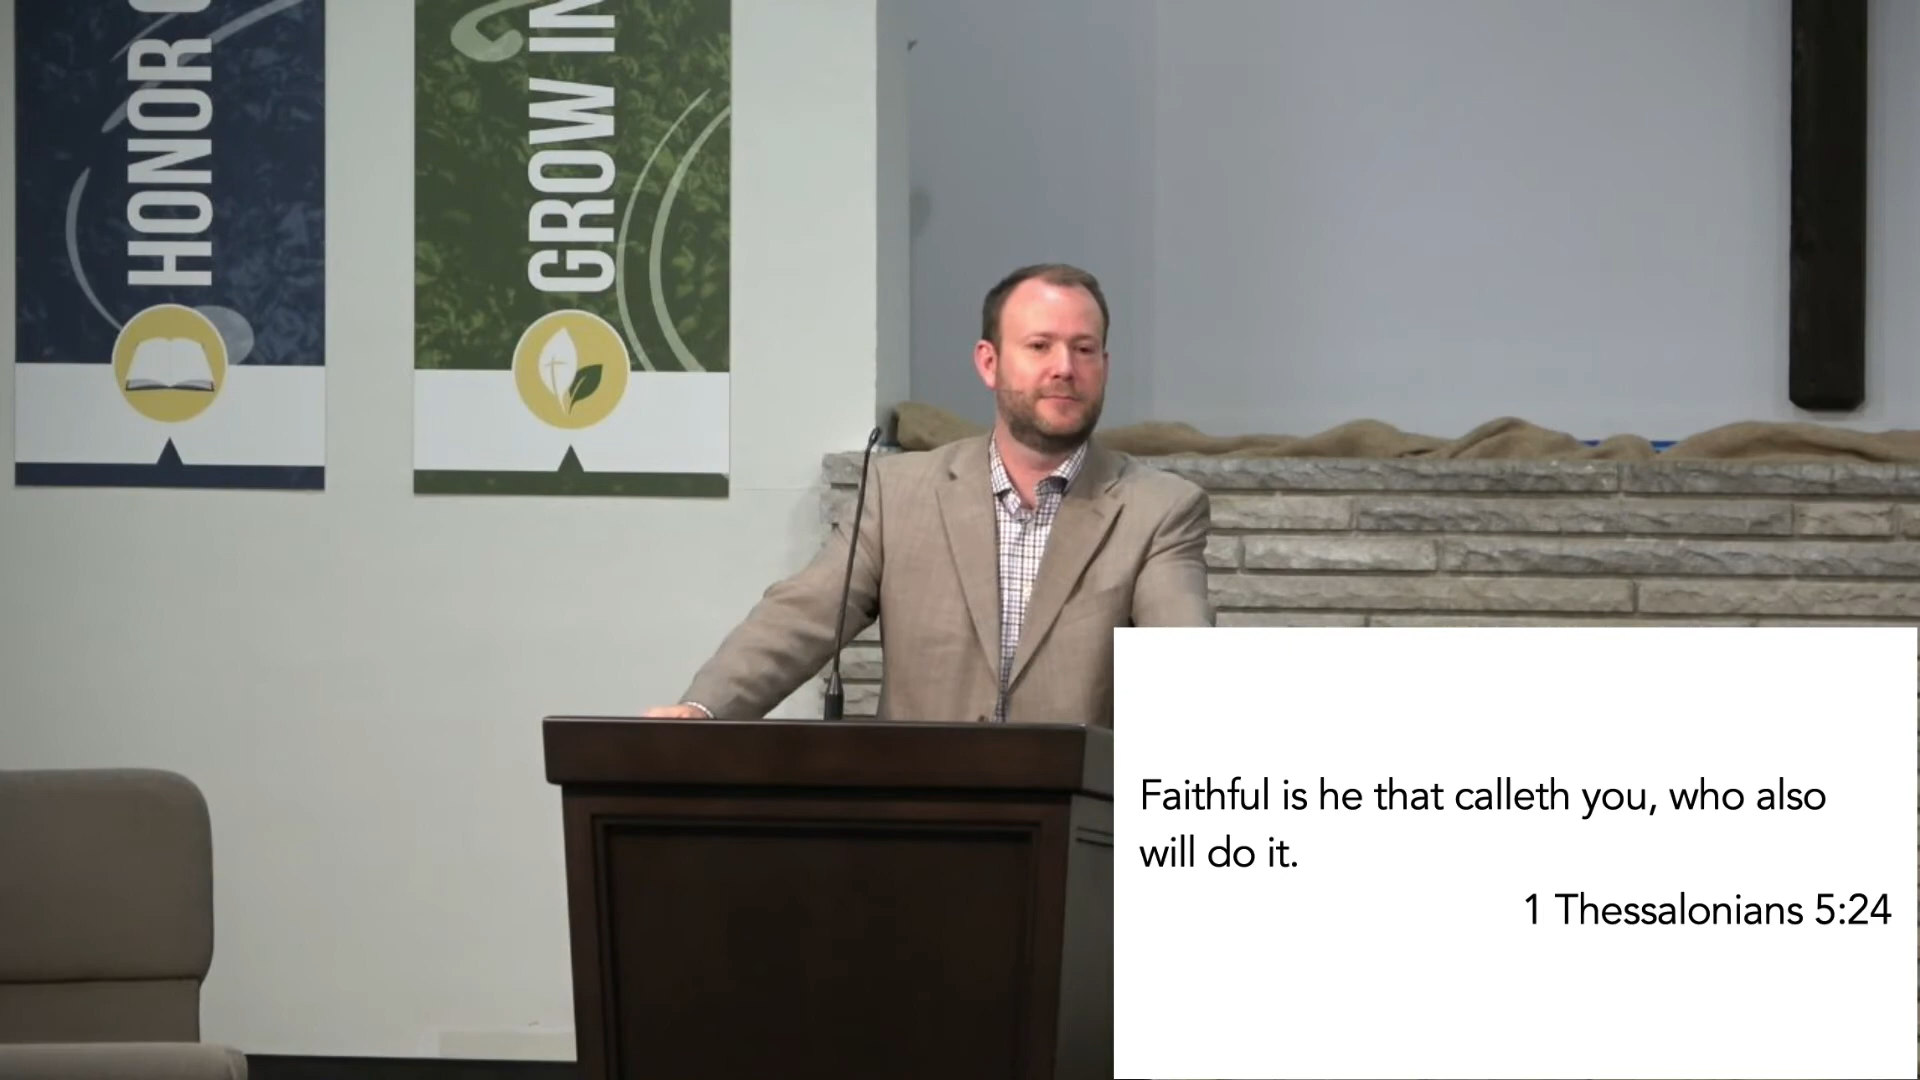 HONOR
GROW IN
Faithful is he that calleth you, who also
will do it.
1 Thessalonians 5:24